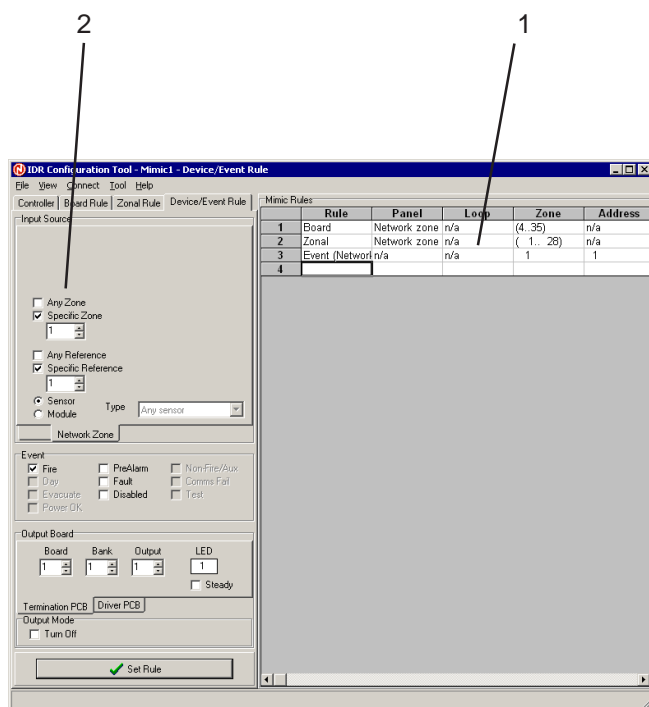 2
1
IDR Configuration Tool - Mimic1 - Device/Event Rule
File View Connect Tool Help
Controller Board Rule Zonal Rule Device/Event Rule
Input Source
Any Zone
Specific Zone
1
Any Reference
Specific Reference
1
Sensor
Module
Type Any sensor
Network Zone
Event
Fire PreAlarm Non-Fire/Aux
Day Fault Comms Fail
Evacuate Disabled Test
Power OK
Output Board
Board Bank Output LED
1 1 1 1
Steady
Termination PCB Driver PCB
Output Mode
Turn Off
Set Rule
Mimic Rules
Rule Panel Loop Zone Address
1 Board Network zone n/a (4..35) n/a
2 Zonal Network zone n/a ( 1.. 28) n/a
3 Event (Networl n/a n/a 1 1
4